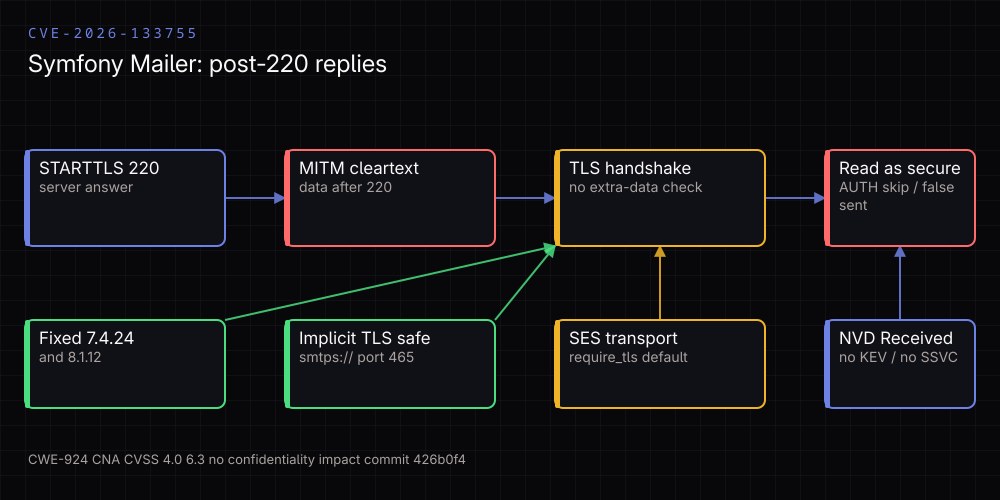 CVE-2026-133755
Symfony Mailer: post-220 replies
STARTTLS 220
server answer
MITM cleartext
data after 220
TLS handshake
no extra-data check
Read as secure
AUTH skip / false
sent
Fixed 7.4.24
and 8.1.12
Implicit TLS safe
smtps:// port 465
SES transport
require_tls default
NVD Received
no KEV / no SSVC
CWE-924 CNA CVSS 4.0 6.3 no confidentiality impact commit 426b0f4